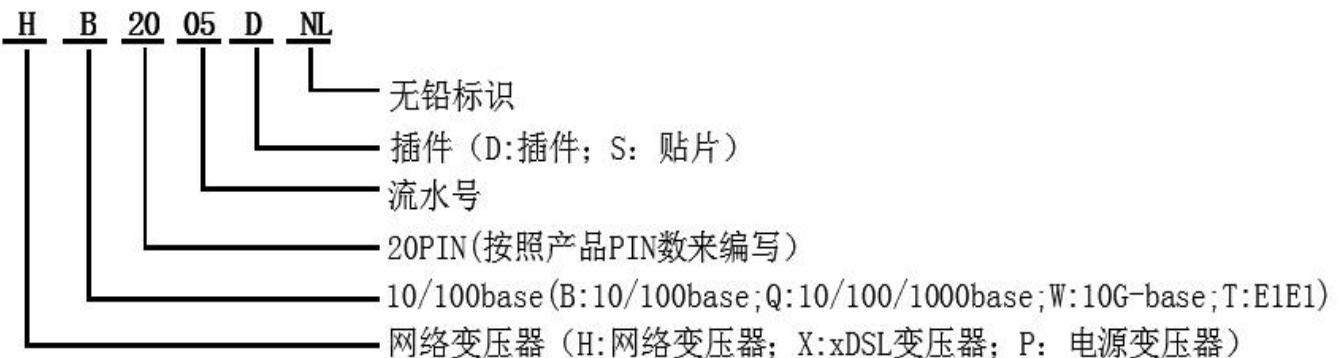 H B 20 05 D NL
无铅标识
插件（D:插件；S：贴片）
流水号
20PIN(按照产品PIN数来编写）
10/100base(B:10/100base;Q:10/100/1000base;W:10G-base;T:E1E1)
网络变压器（H:网络变压器；X:xDSL变压器；P：电源变压器）